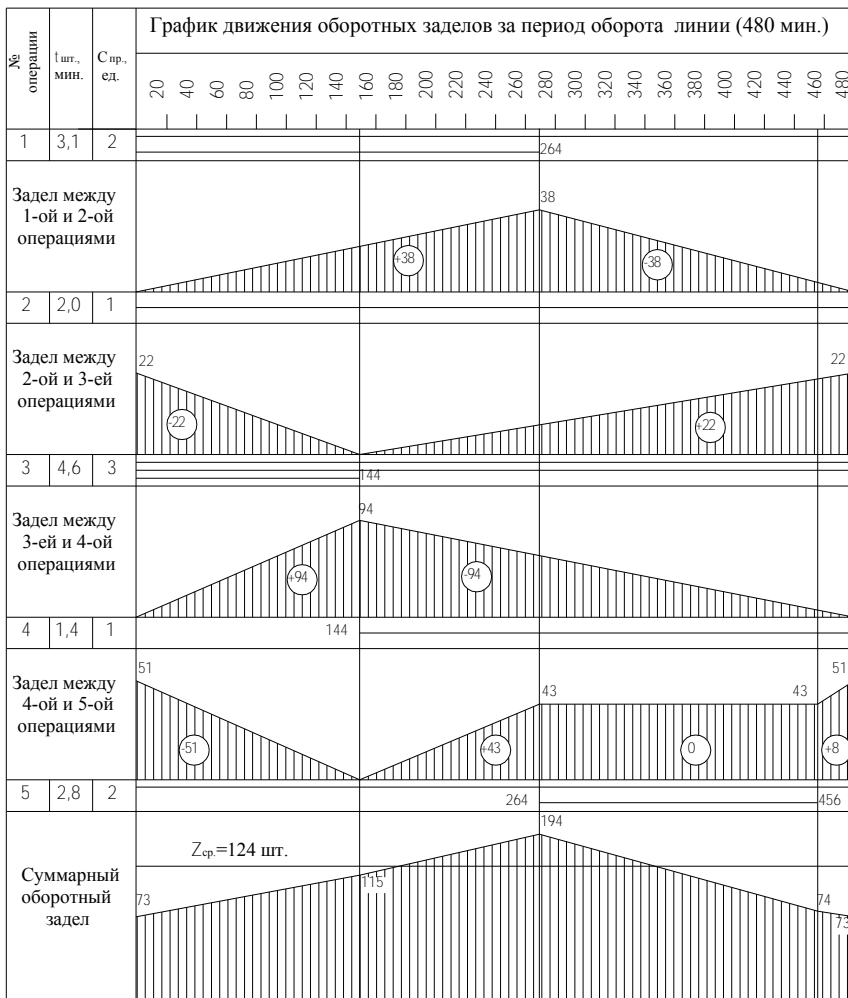 График движения оборотных заделов за период оборота линии (480 мин.)
№ операции
t шт., мин.
С пр., ед.
20 40 60 80 100 120 140 160 180 200 220 240 260 280 300 320 340 360 380 400 420 440 460 480
1 3,1 2
264
Задел между
1-ой и 2-ой
операциями
38
+38
-38
2 2,0 1
Задел между
2-ой и 3-ей
операциями
22
22
-22
+22
3 4,6 3
144
Задел между
3-ей и 4-ой
операциями
94
+94
-94
4 1,4 1
144
Задел между
4-ой и 5-ой
операциями
51
43
43
51
-51
+43
0
+8
5 2,8 2
264
456
Суммарный
оборотный
задел
Zср.=124 шт.
73
115
194
74
73